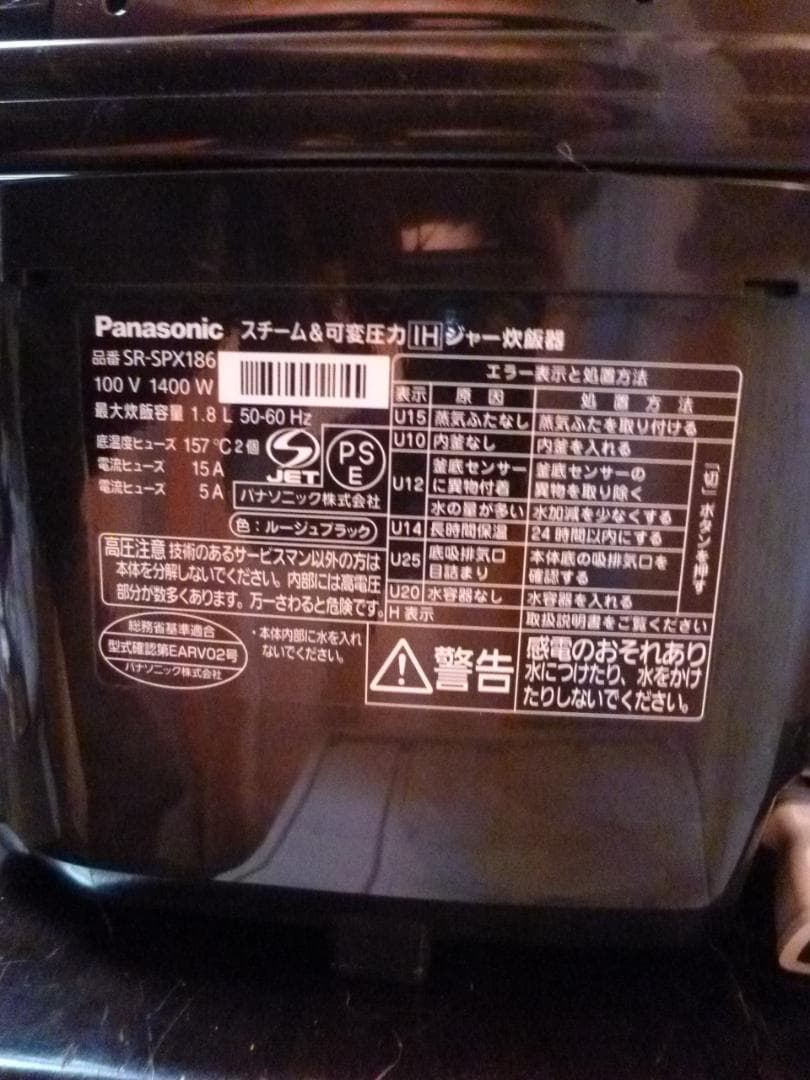 Panasonic スチーム&可変圧力IHジャー炊飯器
品番 SR-SPX186
100 V 1400 W
最大炊飯容量 1.8 L 50-60 Hz
底温度ヒューズ 157℃ 2個
電流ヒューズ 15 A
電流ヒューズ 5 A
S
JET
PS
E
パナソニック株式会社
色:ルージュブラック
高圧注意 技術のあるサービスマン以外の方は
本体を分解しないでください。内部には高電圧
部分が数多くあります。万一さわると危険です。
総務省基準適合
型式確認第EARV02号
パナソニック株式会社
・本体内部に水を入れ
ないでください。
エラー表示と処置方法
表示 原因 処置方法
U15 蒸気ふたなし 蒸気ふたを取り付ける
U10 内釜なし 内釜を入れる
U12 釜底センサー
に異物付着
釜底センサーの
異物を取り除く
水の量が多い 水加減を少なくする
U14 長時間保温 24時間以内にする
U25 底吸排気口
目詰まり
本体底の吸排気口を
確認する
U20 水容器なし 水容器を入れる
「切」ボタンを押す
H 表示 取扱説明書をご覧ください
警告
感電のおそれあり
水につけたり、水をかけ
たりしないでください。